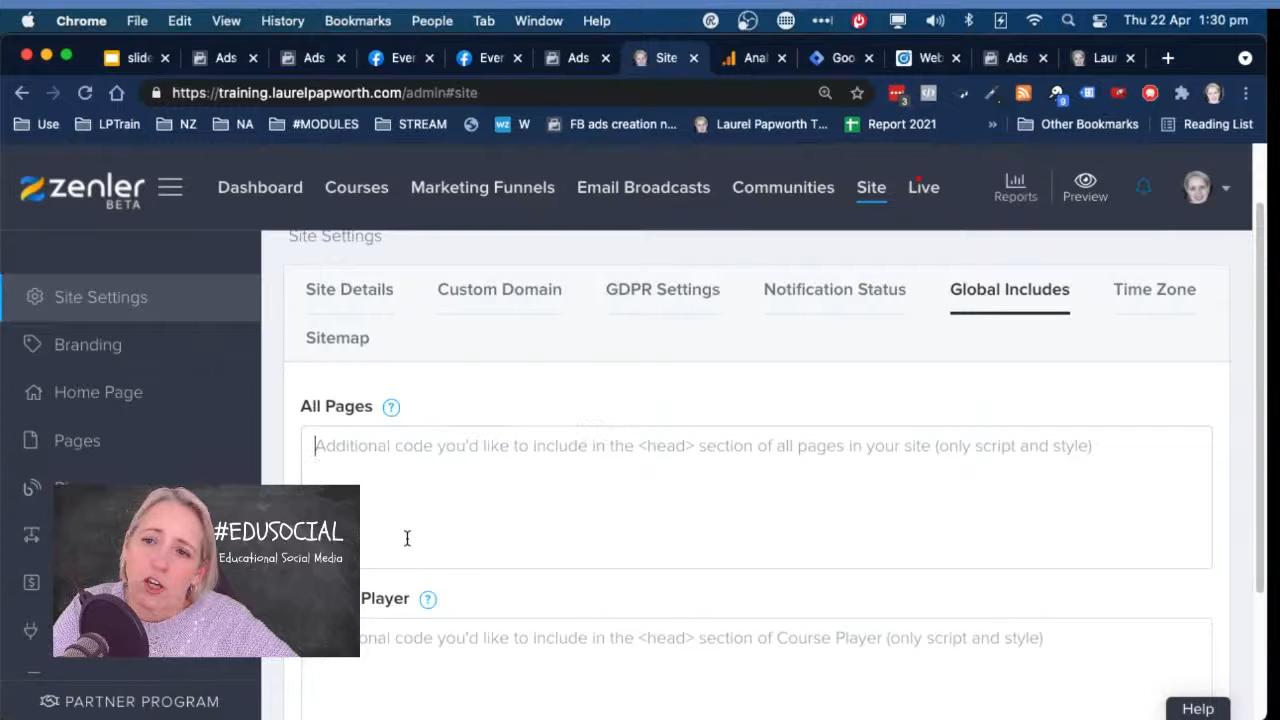 Chrome File Edit View History Bookmarks People Tab Window Help Thu 22 Apr 1:30 pm
slide Ads Ads Ever Ever Ads Site Anal Goo Web Ads Laur
https://training.laurelpapworth.com/admin#site
3 9
Use LPTrain NZ NA #MODULES STREAM W FB ads creation n... Laurel Papworth T... Report 2021 » Other Bookmarks Reading List
zenler BETA Dashboard Courses Marketing Funnels Email Broadcasts Communities Site Live Reports Preview
Site Settings
Site Settings
Site Details Custom Domain GDPR Settings Notification Status Global Includes Time Zone
Sitemap
Branding
Home Page
Pages
All Pages ?
Additional code you'd like to include in the <head> section of all pages in your site (only script and style)
#EDUSOCIAL
Educational Social Media
Player ?
onal code you'd like to include in the <head> section of Course Player (only script and style)
PARTNER PROGRAM
Help